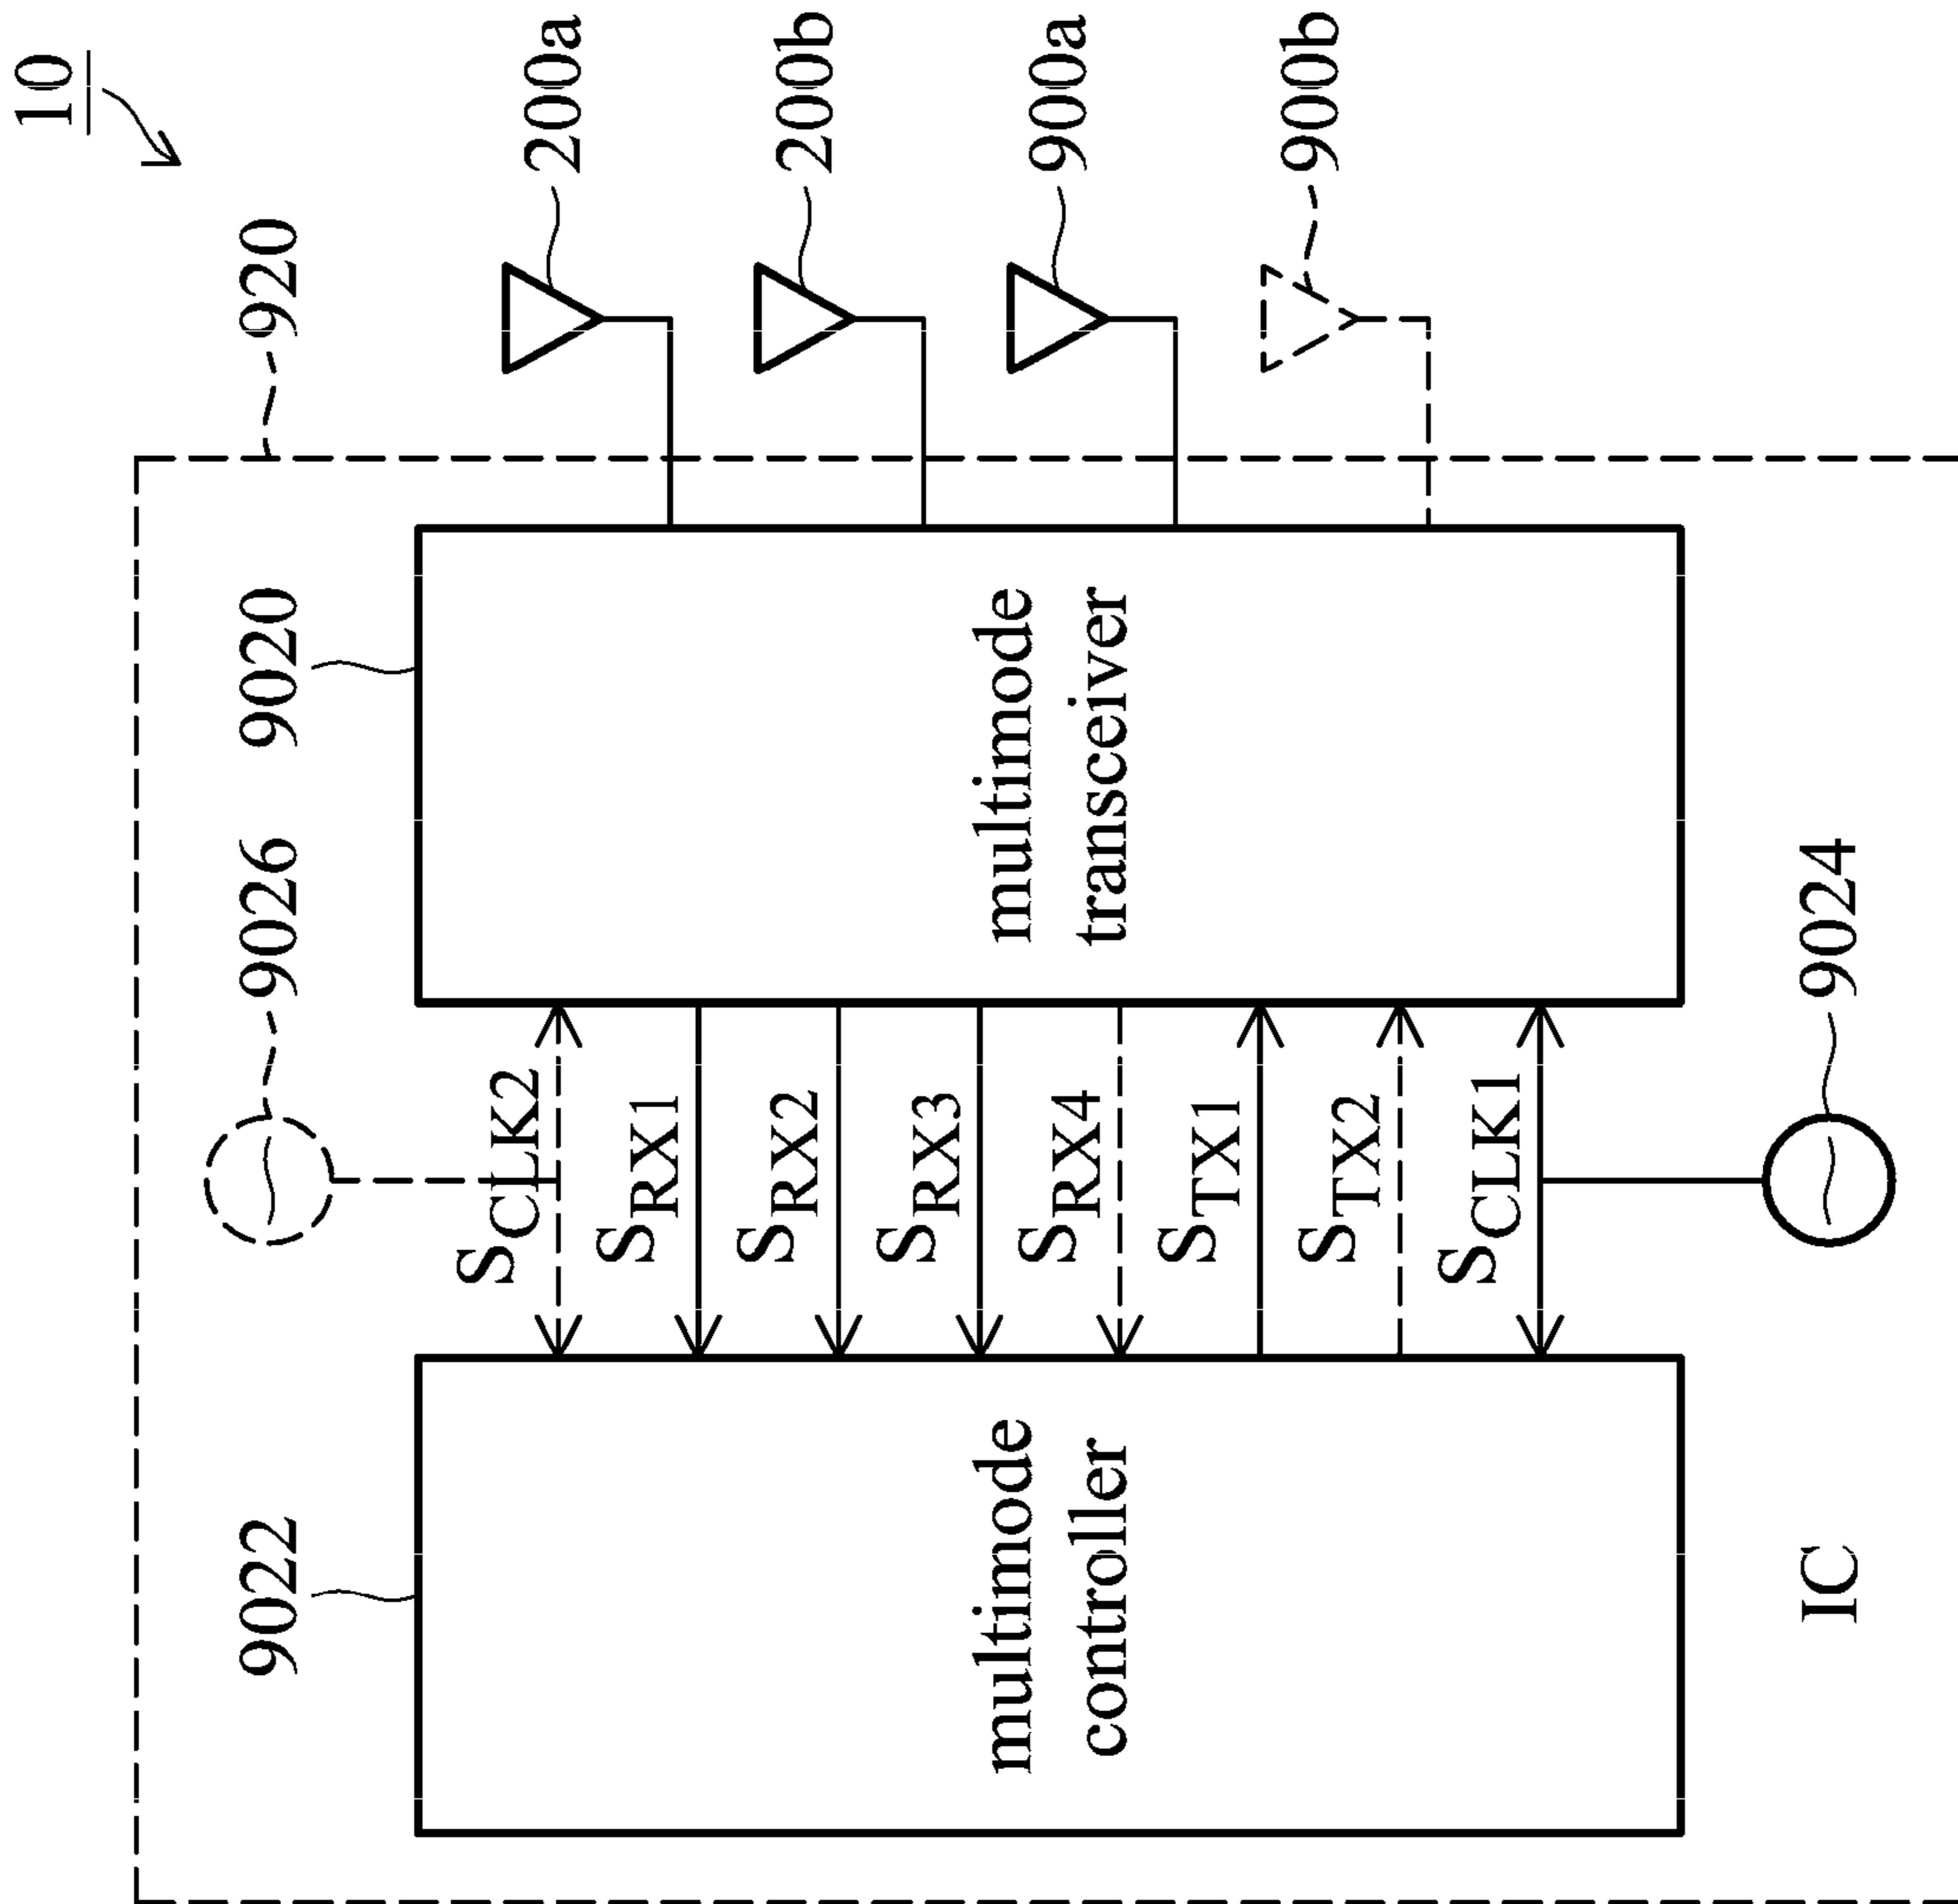 10
920
9022
9026
9020
200a
200b
900a
900b
SCLK2
SRX1
SRX2
SRX3
SRX4
STX1
STX2
SCLK1
multimode
controller
multimode
transceiver
IC
9024